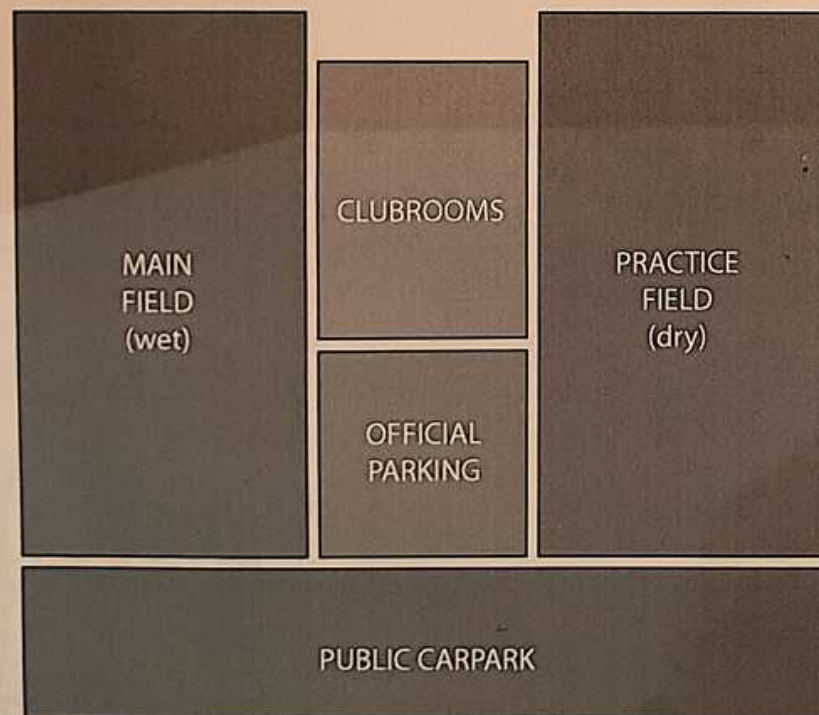 CLUBROOMS
MAIN
FIELD
(wet)
PRACTICE
FIELD
(dry)
OFFICIAL
PARKING
PUBLIC CARPARK